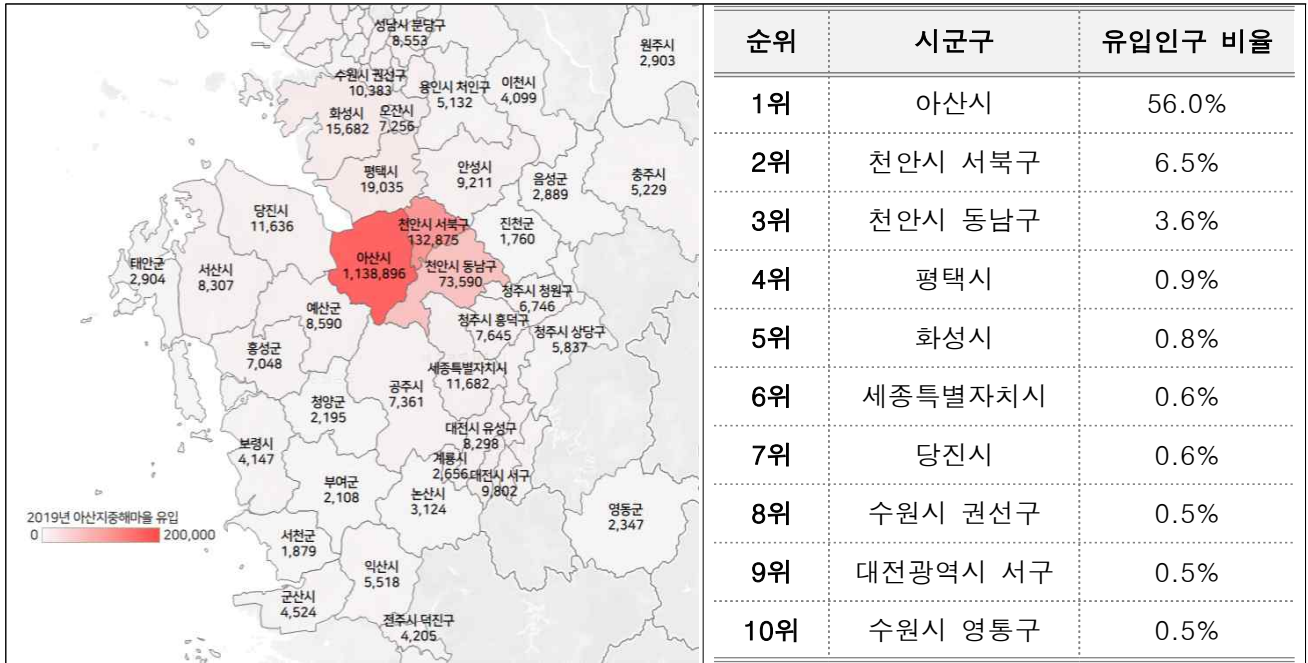 성남시 분당구
8,553
원주시
2,903
수원시 권선구
10,383
용인시 처인구
5,132
이천시
4,099
화성시
15,682
오산시
7,256
평택시
19,035
안성시
9,211
음성군
2,889
충주시
5,229
당진시
11,636
천안시 서북구
132,875
진천군
1,760
아산시
1,138,896
천안시 동남구
73,590
태안군
2,904
서산시
8,307
청주시 청원구
6,746
예산군
8,590
청주시 흥덕구
7,645
청주시 상당구
5,837
홍성군
7,048
세종특별자치시
11,682
공주시
7,361
청양군
2,195
대전시 유성구
8,298
보령시
4,147
계룡시
2,656
대전시 서구
9,802
부여군
2,108
논산시
3,124
영동군
2,347
2019년 아산지중해마을 유입
0 200,000
서천군
1,879
익산시
5,518
군산시
4,524
전주시 덕진구
4,205
순위 시군구 유입인구 비율
1위 아산시 56.0%
2위 천안시 서북구 6.5%
3위 천안시 동남구 3.6%
4위 평택시 0.9%
5위 화성시 0.8%
6위 세종특별자치시 0.6%
7위 당진시 0.6%
8위 수원시 권선구 0.5%
9위 대전광역시 서구 0.5%
10위 수원시 영통구 0.5%